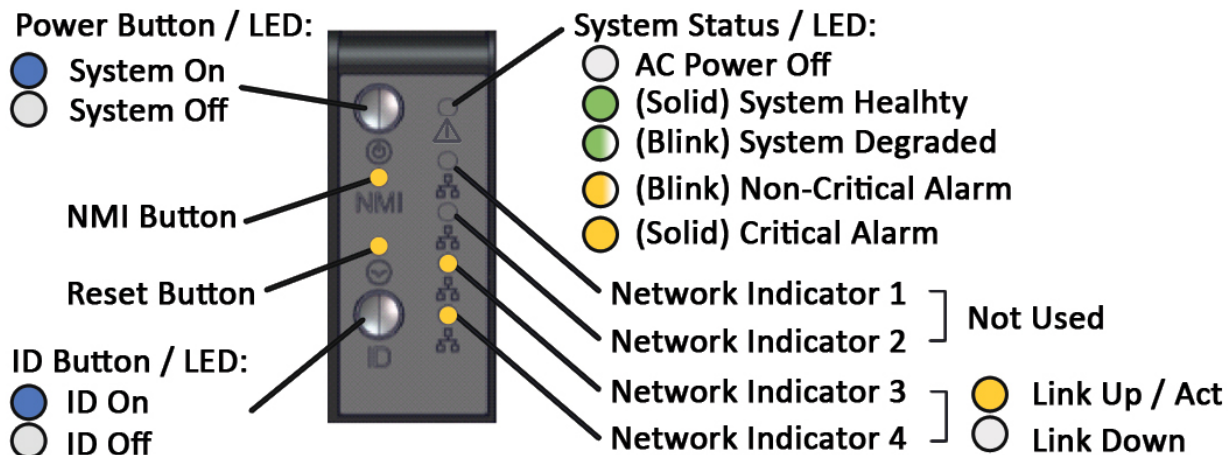 Power Button / LED:
System On
System Off
NMI Button
Reset Button
ID Button / LED:
ID On
ID Off
NMI
ID
System Status / LED:
AC Power Off
(Solid) System Healhty
(Blink) System Degraded
(Blink) Non-Critical Alarm
(Solid) Critical Alarm
Network Indicator 1
Network Indicator 2
Not Used
Network Indicator 3
Network Indicator 4
Link Up / Act
Link Down